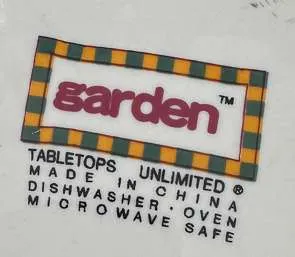 garden™
TABLETOPS UNLIMITED®
MADE IN CHINA
DISHWASHER · OVEN
MICROWAVE SAFE